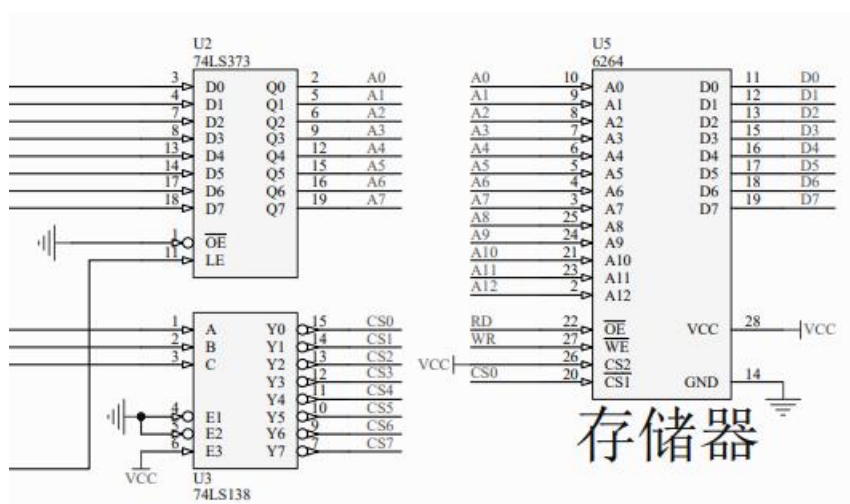 U2
74LS373
3 D0 Q0 2 A0
4 D1 Q1 5 A1
7 D2 Q2 6 A2
8 D3 Q3 9 A3
13 D4 Q4 12 A4
14 D5 Q5 15 A5
17 D6 Q6 16 A6
18 D7 Q7 19 A7
1 OE
11 LE
1 A Y0 15 CS0
2 B Y1 14 CS1
3 C Y2 13 CS2
Y3 12 CS3
Y4 11 CS4
4 E1 Y5 10 CS5
5 E2 Y6 9 CS6
6 E3 Y7 7 CS7
VCC
U3
74LS138
U5
6264
A0 10 A0 D0 11 D0
A1 9 A1 D1 12 D1
A2 8 A2 D2 13 D2
A3 7 A3 D3 15 D3
A4 6 A4 D4 16 D4
A5 5 A5 D5 17 D5
A6 4 A6 D6 18 D6
A7 3 A7 D7 19 D7
A8 25 A8
A9 24 A9
A10 21 A10
A11 23 A11
A12 2 A12
RD 22 OE VCC 28 VCC
WR 27 WE
VCC 26 CS2
CS0 20 CS1 GND 14
存储器